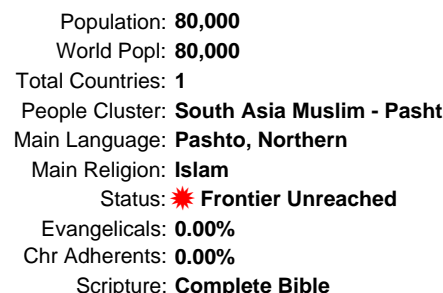 Population: 80,000
World Popl: 80,000
Total Countries: 1
People Cluster: South Asia Muslim - Pasht
Main Language: Pashto, Northern
Main Religion: Islam
Status: Frontier Unreached
Evangelicals: 0.00%
Chr Adherents: 0.00%
Scripture: Complete Bible